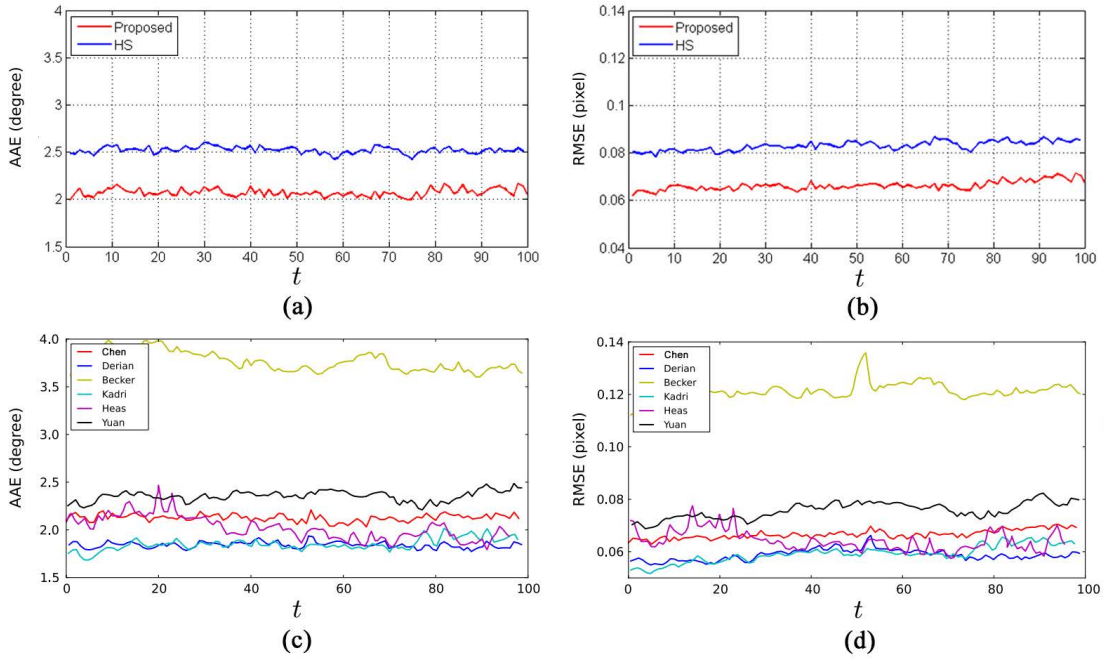 Proposed
HS
AAE (degree)
4
3.5
3
2.5
2
1.5
0 10 20 30 40 50 60 70 80 90 100
t
(a)
Proposed
HS
RMSE (pixel)
0.14
0.12
0.1
0.08
0.06
0.04
0 10 20 30 40 50 60 70 80 90 100
t
(b)
Chen
Derian
Becker
Kadri
Heas
Yuan
AAE (degree)
4.0
3.5
3.0
2.5
2.0
1.5
0 20 40 60 80 100
t
(c)
Chen
Derian
Becker
Kadri
Heas
Yuan
RMSE (pixel)
0.14
0.12
0.10
0.08
0.06
0 20 40 60 80 100
t
(d)